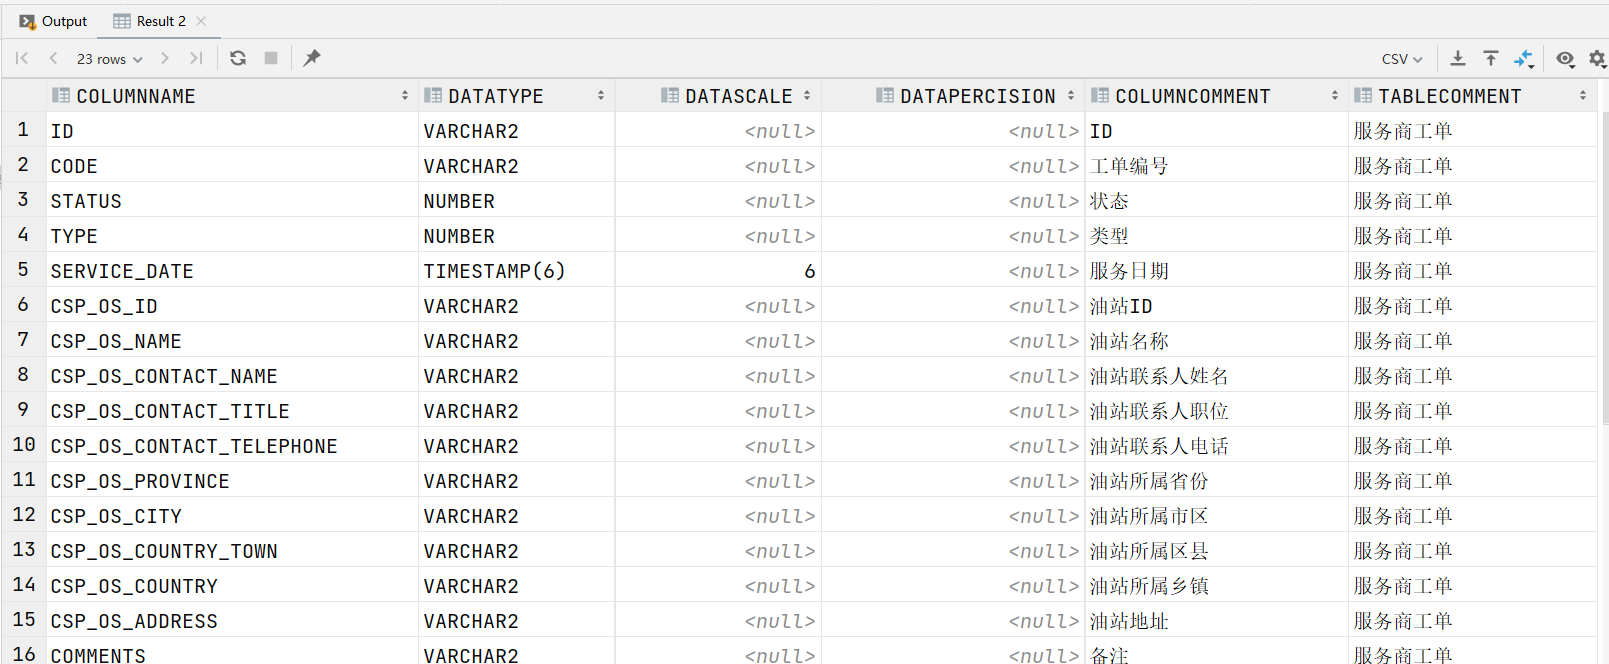 Output Result 2
23 rows CSV
COLUMNNAME DATATYPE DATASCALE DATAPERCISION COLUMNCOMMENT TABLECOMMENT
1 ID VARCHAR2 <null> <null> ID 服务商工单
2 CODE VARCHAR2 <null> <null> 工单编号 服务商工单
3 STATUS NUMBER <null> <null> 状态 服务商工单
4 TYPE NUMBER <null> <null> 类型 服务商工单
5 SERVICE_DATE TIMESTAMP(6) 6 <null> 服务日期 服务商工单
6 CSP_OS_ID VARCHAR2 <null> <null> 油站ID 服务商工单
7 CSP_OS_NAME VARCHAR2 <null> <null> 油站名称 服务商工单
8 CSP_OS_CONTACT_NAME VARCHAR2 <null> <null> 油站联系人姓名 服务商工单
9 CSP_OS_CONTACT_TITLE VARCHAR2 <null> <null> 油站联系人职位 服务商工单
10 CSP_OS_CONTACT_TELEPHONE VARCHAR2 <null> <null> 油站联系人电话 服务商工单
11 CSP_OS_PROVINCE VARCHAR2 <null> <null> 油站所属省份 服务商工单
12 CSP_OS_CITY VARCHAR2 <null> <null> 油站所属市区 服务商工单
13 CSP_OS_COUNTRY_TOWN VARCHAR2 <null> <null> 油站所属区县 服务商工单
14 CSP_OS_COUNTRY VARCHAR2 <null> <null> 油站所属乡镇 服务商工单
15 CSP_OS_ADDRESS VARCHAR2 <null> <null> 油站地址 服务商工单
16 COMMENTS VARCHAR2 <null> <null> 备注 服务商工单